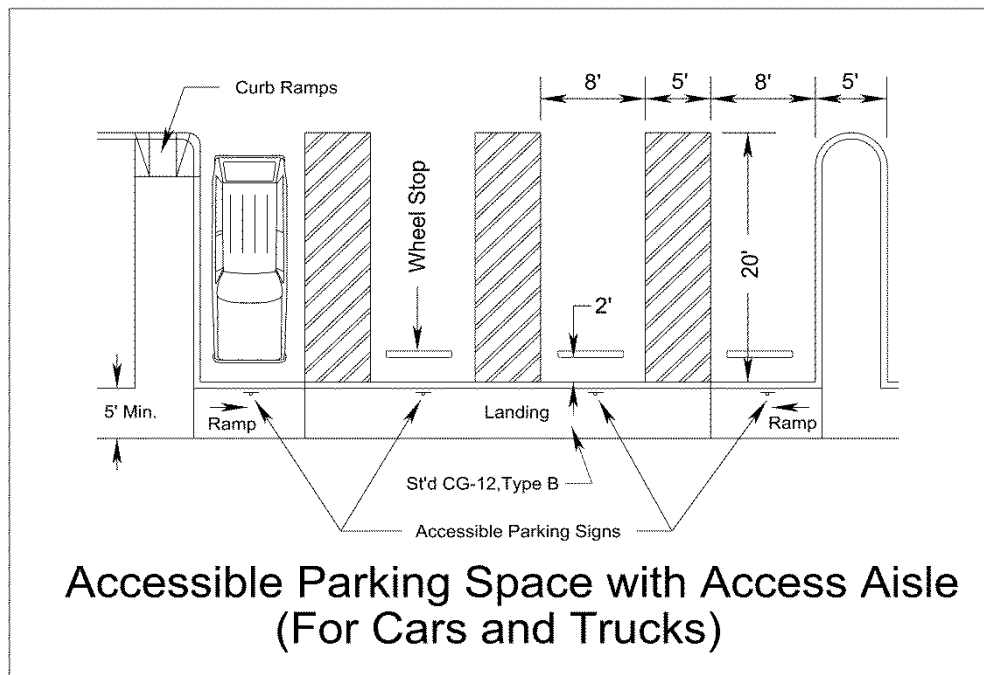 8' 5' 8' 5'
Curb Ramps
Wheel Stop
20'
2'
5' Min.
Ramp
Landing
Ramp
St'd CG-12,Type B
Accessible Parking Signs
Accessible Parking Space with Access Aisle
(For Cars and Trucks)